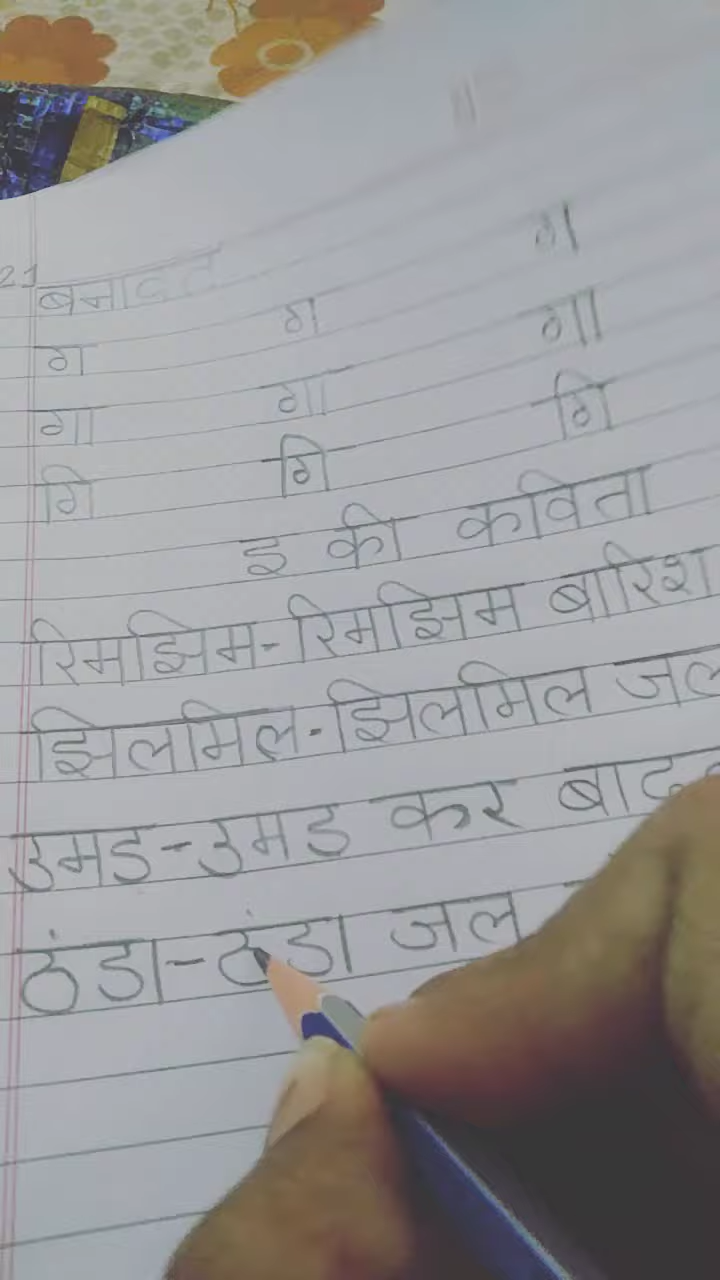 21 बनावट
ग ग ग
गा गा गा
गि गि गि
इ की कविता
रिमझिम-रिमझिम बारिश
झिलमिल-झिलमिल जल
उमड-उमड कर
ठंडा-ठंडा जल